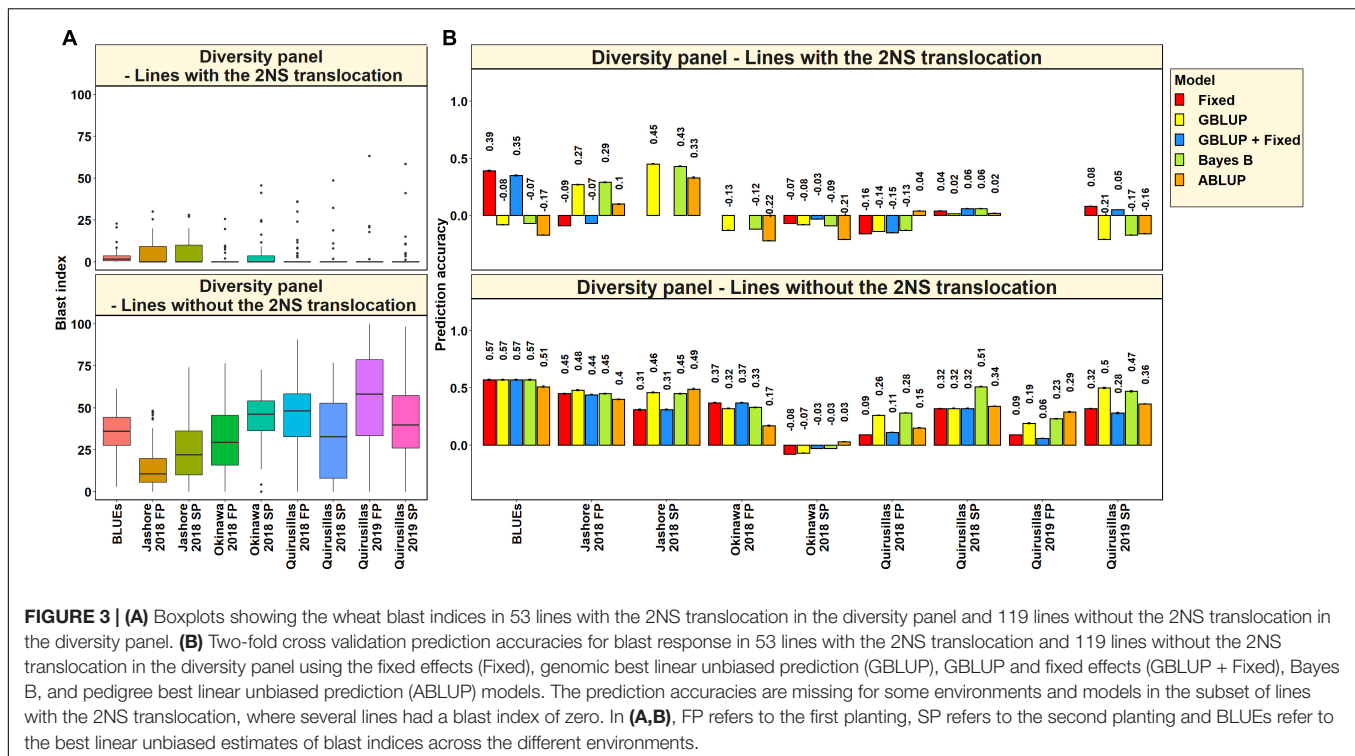 A
Diversity panel
- Lines with the 2NS translocation
100
75
50
25
0
Diversity panel
- Lines without the 2NS translocation
100
75
50
25
0
Blast index
BLUEs
Jashore 2018 FP
Jashore 2018 SP
Okinawa 2018 FP
Okinawa 2018 SP
Quirusillas 2018 FP
Quirusillas 2018 SP
Quirusillas 2019 FP
Quirusillas 2019 SP
B
Diversity panel - Lines with the 2NS translocation
1.0
0.5
0.0
0.39 -0.08 0.35 -0.07 -0.17
-0.09 0.27 -0.07 0.29 0.1
0.45 0.43 0.33
-0.13 -0.12 -0.22
-0.07 -0.08 -0.03 -0.09 -0.21
-0.16 -0.14 -0.15 -0.13 0.04
0.04 0.02 0.06 0.06 0.02
0.08 -0.21 0.05 -0.17 -0.16
Prediction accuracy
Diversity panel - Lines without the 2NS translocation
1.0
0.5
0.0
0.57 0.57 0.57 0.57 0.51
0.45 0.48 0.44 0.45 0.4
0.31 0.46 0.31 0.45 0.49
0.37 0.32 0.37 0.33 0.17
-0.08 -0.07 -0.03 -0.03 0.03
0.09 0.26 0.11 0.28 0.15
0.32 0.32 0.32 0.51 0.34
0.09 0.19 0.06 0.23 0.29
0.32 0.5 0.28 0.47 0.36
BLUEs
Jashore 2018 FP
Jashore 2018 SP
Okinawa 2018 FP
Okinawa 2018 SP
Quirusillas 2018 FP
Quirusillas 2018 SP
Quirusillas 2019 FP
Quirusillas 2019 SP
Model
Fixed
GBLUP
GBLUP + Fixed
Bayes B
ABLUP
FIGURE 3 | (A) Boxplots showing the wheat blast indices in 53 lines with the 2NS translocation in the diversity panel and 119 lines without the 2NS translocation in
the diversity panel. (B) Two-fold cross validation prediction accuracies for blast response in 53 lines with the 2NS translocation and 119 lines without the 2NS
translocation in the diversity panel using the fixed effects (Fixed), genomic best linear unbiased prediction (GBLUP), GBLUP and fixed effects (GBLUP + Fixed), Bayes
B, and pedigree best linear unbiased prediction (ABLUP) models. The prediction accuracies are missing for some environments and models in the subset of lines
with the 2NS translocation, where several lines had a blast index of zero. In (A,B), FP refers to the first planting, SP refers to the second planting and BLUEs refer to
the best linear unbiased estimates of blast indices across the different environments.